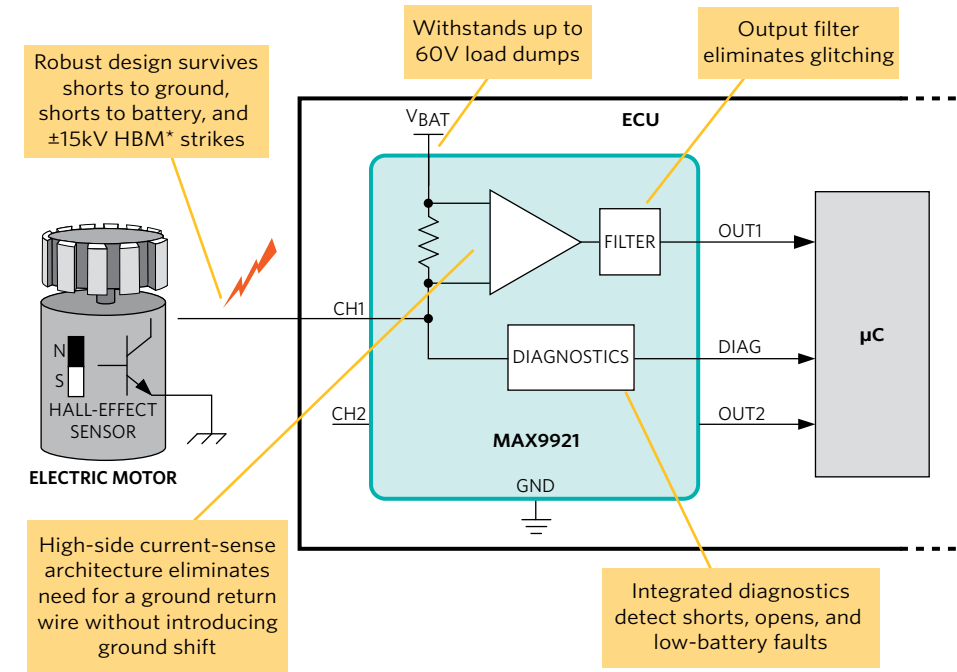 Withstands up to
60V load dumps
Output filter
eliminates glitching
Robust design survives
shorts to ground,
shorts to battery, and
±15kV HBM* strikes
VBAT
ECU
FILTER
OUT1
CH1
µC
N
S
HALL-EFFECT
SENSOR
DIAGNOSTICS
DIAG
CH2
OUT2
MAX9921
ELECTRIC MOTOR
GND
High-side current-sense
architecture eliminates
need for a ground return
wire without introducing
ground shift
Integrated diagnostics
detect shorts, opens, and
low-battery faults